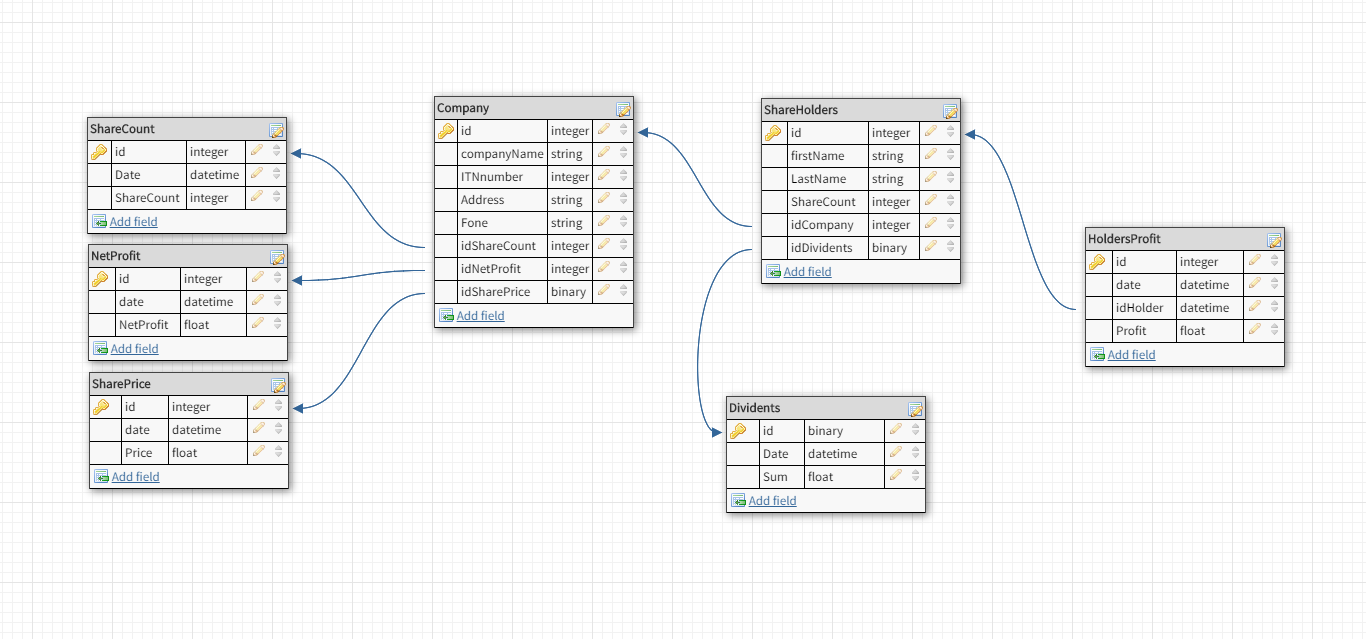 ShareCount
id integer
Date datetime
ShareCount integer
Add field
NetProfit
id integer
date datetime
NetProfit float
Add field
SharePrice
id integer
date datetime
Price float
Add field
Company
id integer
companyName string
ITNnumber integer
Address string
Fone string
idShareCount integer
idNetProfit integer
idSharePrice binary
Add field
ShareHolders
id integer
firstName string
LastName string
ShareCount integer
idCompany integer
idDividents binary
Add field
Dividents
id binary
Date datetime
Sum float
Add field
HoldersProfit
id integer
date datetime
idHolder datetime
Profit float
Add field